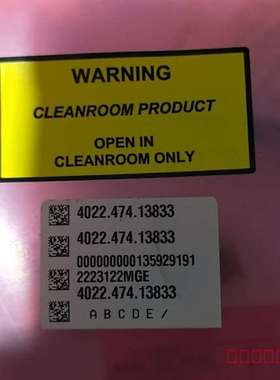 WARNING
CLEANROOM PRODUCT
OPEN IN
CLEANROOM ONLY
4022.474.13833
4022.474.13833
000000000135929191
2223122MGE
4022.474.13833
A B C D E /